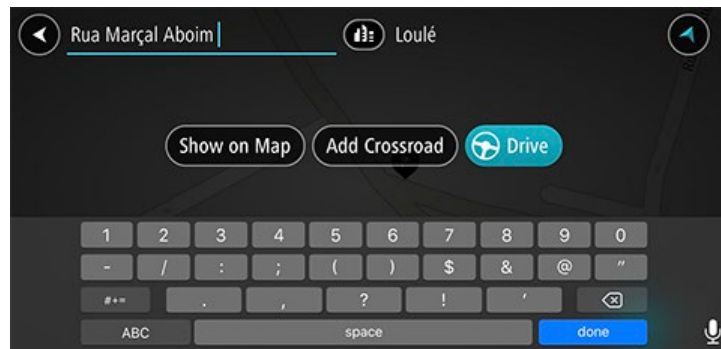 Rua Marçal Aboim Loulé
Show on Map Add Crossroad Drive
1 2 3 4 5 6 7 8 9 0
- / : ; ( ) $ & @ "
#+= . , ? ! '
ABC space done